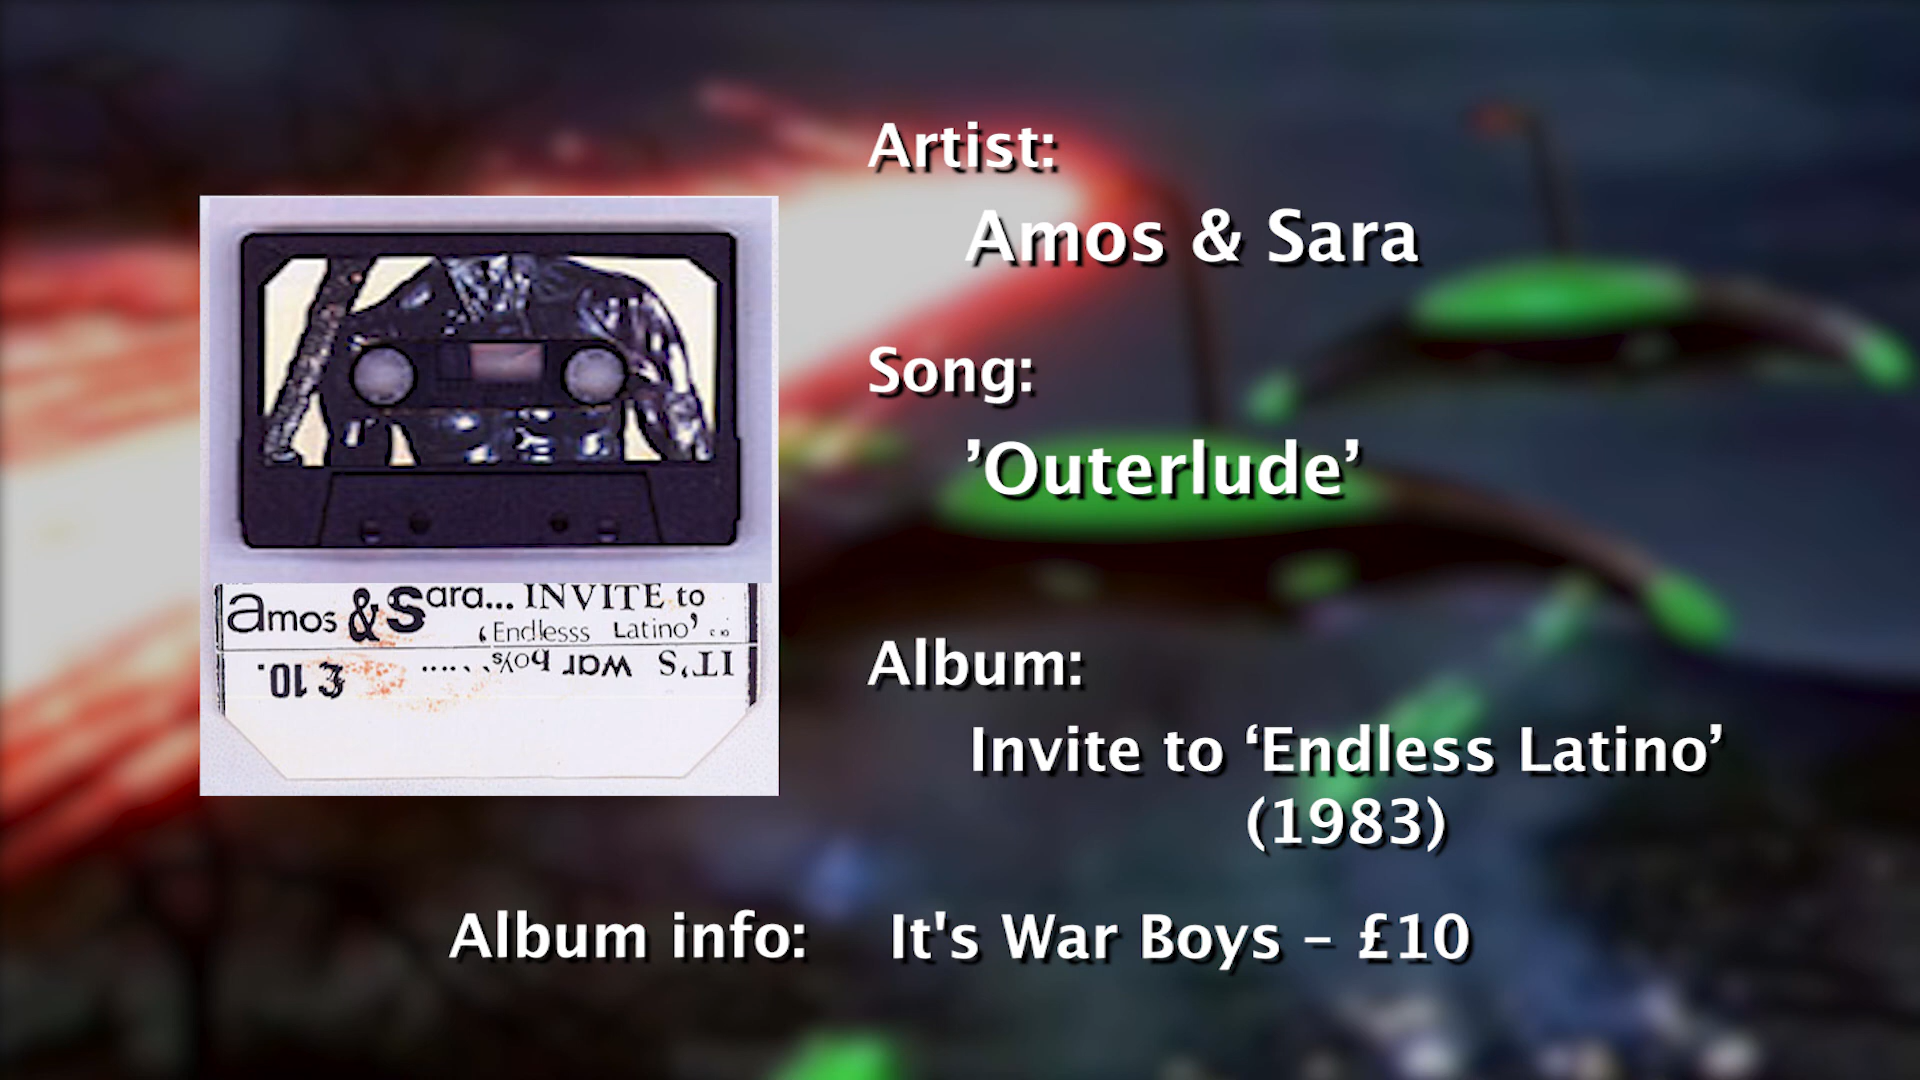 Artist:
Amos & Sara
Song:
’Outerlude’
Album:
Invite to ‘Endless Latino’
(1983)
Album info: It's War Boys – £10
amos & Sara... INVITE to
‘Endlesss Latino’ ..
IT'S war boys.......
£ 10.